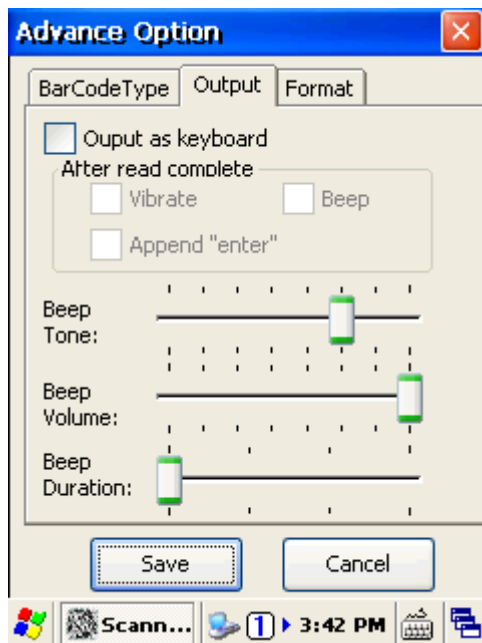 Advance Option
BarCodeType Output Format
Ouput as keyboard
After read complete
Vibrate Beep
Append "enter"
Beep
Tone:
Beep
Volume:
Beep
Duration:
Save Cancel
Scann... 1 3:42 PM